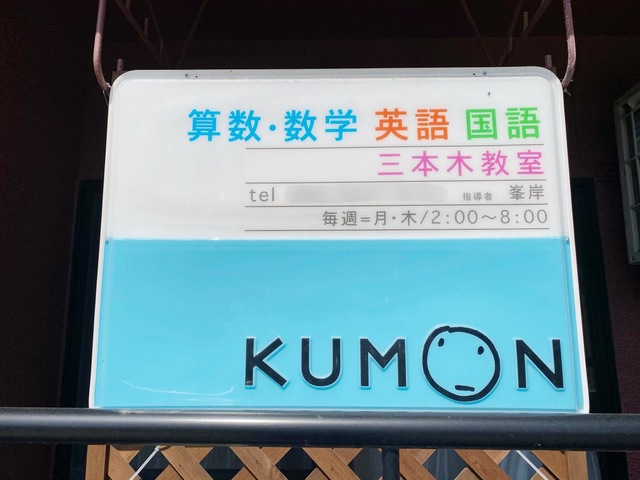 算数・数学 英語 国語
三本木教室
tel 指導者 峯岸
毎週=月・木/2:00〜8:00
KUMON